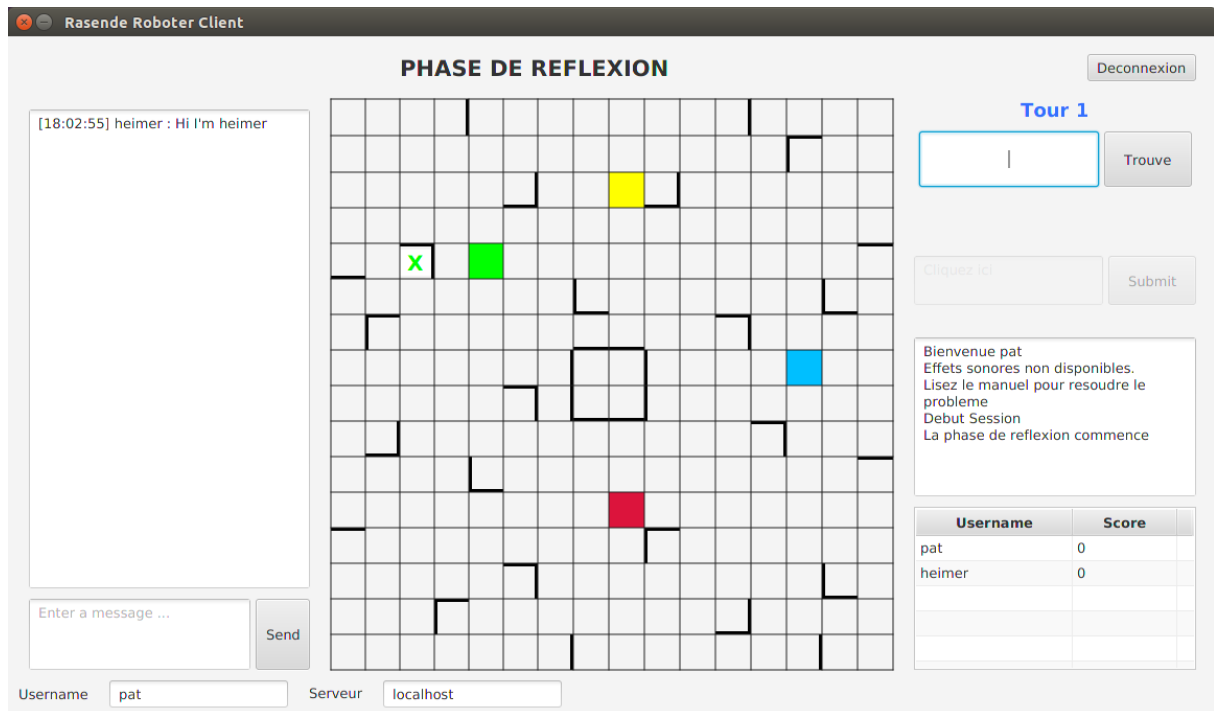 Rasende Roboter Client
PHASE DE REFLEXION
Deconnexion
[18:02:55] heimer : Hi I'm heimer
Tour 1
Trouve
X
Cliquez ici
Submit
Bienvenue pat
Effets sonores non disponibles.
Lisez le manuel pour resoudre le
probleme
Debut Session
La phase de reflexion commence
Username Score
pat 0
heimer 0
Enter a message ...
Send
Username pat Serveur localhost